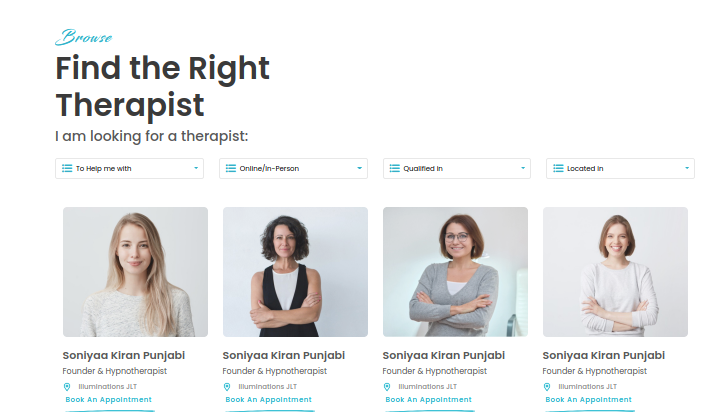 Browse
Find the Right
Therapist
I am looking for a therapist:
To Help me with
Online/In-Person
Qualified in
Located in
Soniyaa Kiran Punjabi
Soniyaa Kiran Punjabi
Soniyaa Kiran Punjabi
Soniyaa Kiran Punjabi
Founder & Hypnotherapist
Founder & Hypnotherapist
Founder & Hypnotherapist
Founder & Hypnotherapist
Illuminations JLT
Illuminations JLT
Illuminations JLT
Illuminations JLT
Book An Appointment
Book An Appointment
Book An Appointment
Book An Appointment